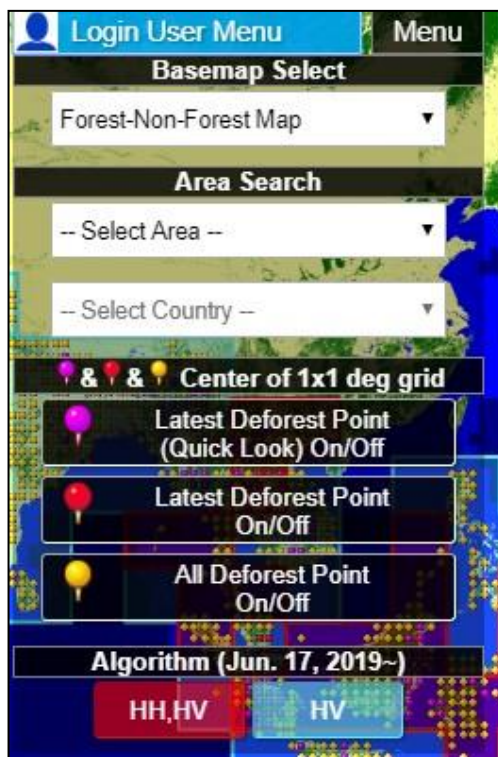 Login User Menu
Menu
Basemap Select
Forest-Non-Forest Map
Area Search
-- Select Area --
-- Select Country --
& & Center of 1x1 deg grid
Latest Deforest Point
(Quick Look) On/Off
Latest Deforest Point
On/Off
All Deforest Point
On/Off
Algorithm (Jun. 17, 2019~)
HH,HV
HV